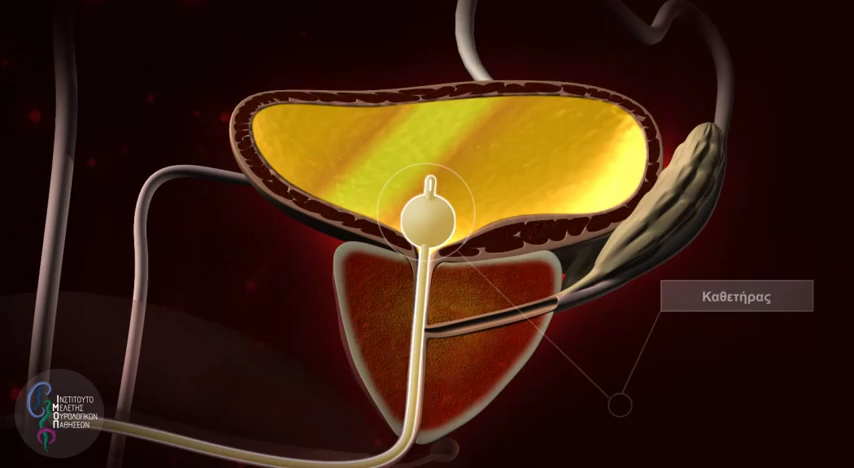 Καθετήρας
ΙΝΣΤΙΤΟΥΤΟ
ΜΕΛΕΤΗΣ
ΟΥΡΟΛΟΓΙΚΩΝ
ΠΑΘΗΣΕΩΝ